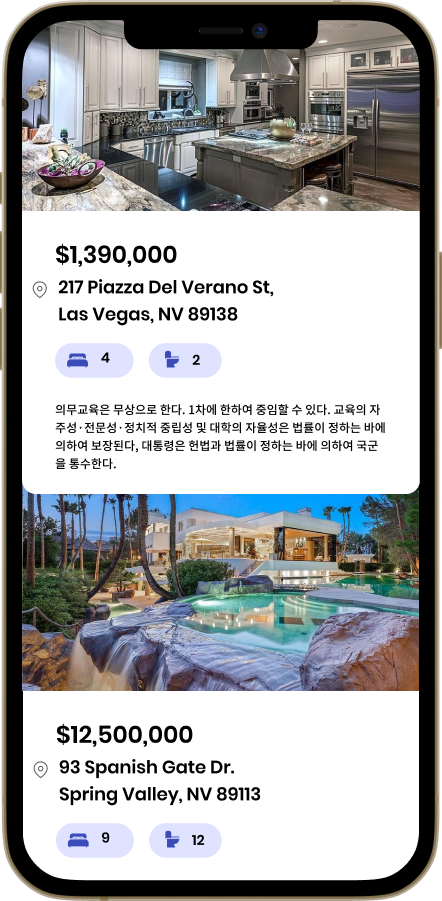 $1,390,000
217 Piazza Del Verano St,
Las Vegas, NV 89138
4 2
의무교육은 무상으로 한다. 1차에 한하여 중임할 수 있다. 교육의 자
주성·전문성·정치적 중립성 및 대학의 자율성은 법률이 정하는 바에
의하여 보장된다, 대통령은 헌법과 법률이 정하는 바에 의하여 국군
을 통수한다.
$12,500,000
93 Spanish Gate Dr.
Spring Valley, NV 89113
9 12